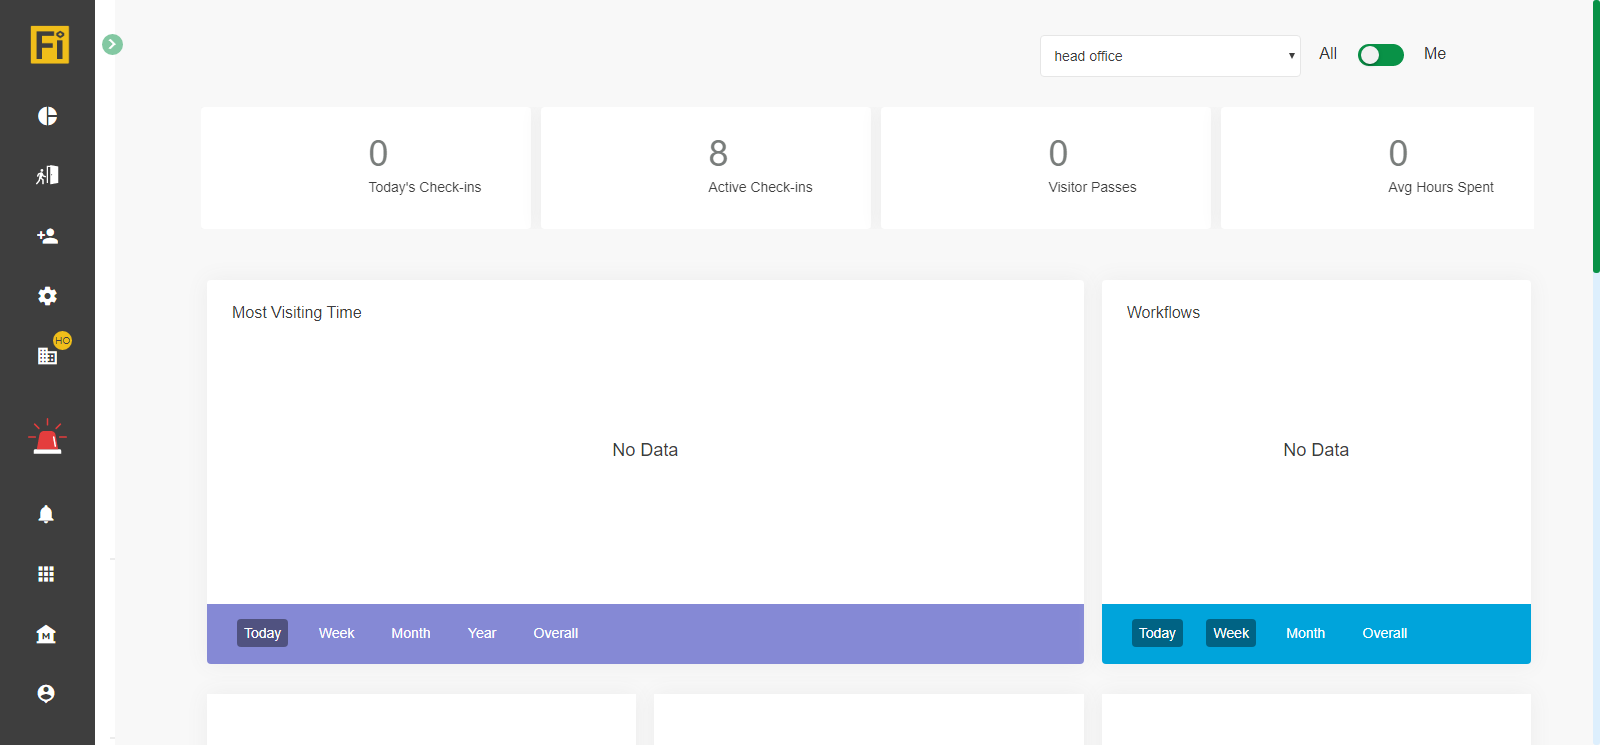 Fi
head office
All
Me
0
Today's Check-ins
8
Active Check-ins
0
Visitor Passes
0
Avg Hours Spent
HO
Most Visiting Time
No Data
Today Week Month Year Overall
Workflows
No Data
Today Week Month Overall
M